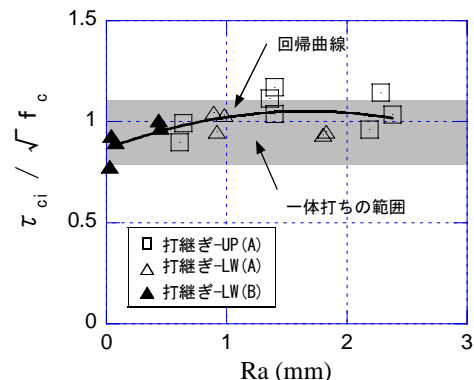 τci / √fc
1.5
1
0.5
0
回帰曲線
一体打ちの範囲
打継ぎ-UP(A)
打継ぎ-LW(A)
打継ぎ-LW(B)
0 1 2 3
Ra (mm)